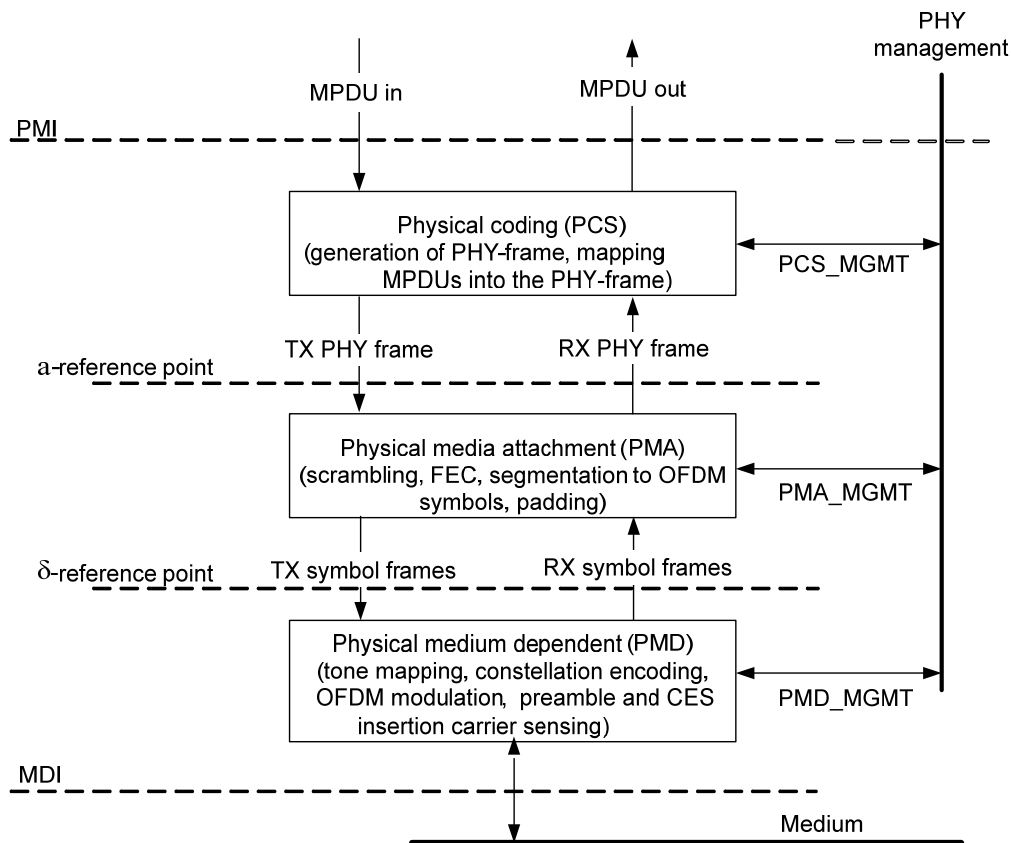 PHY
management
MPDU in
MPDU out
PMI
Physical coding (PCS)
(generation of PHY-frame, mapping
MPDUs into the PHY-frame)
PCS_MGMT
TX PHY frame
RX PHY frame
a-reference point
Physical media attachment (PMA)
(scrambling, FEC, segmentation to OFDM
symbols, padding)
PMA_MGMT
TX symbol frames
RX symbol frames
δ-reference point
Physical medium dependent (PMD)
(tone mapping, constellation encoding,
OFDM modulation, preamble and CES
insertion carrier sensing)
PMD_MGMT
MDI
Medium